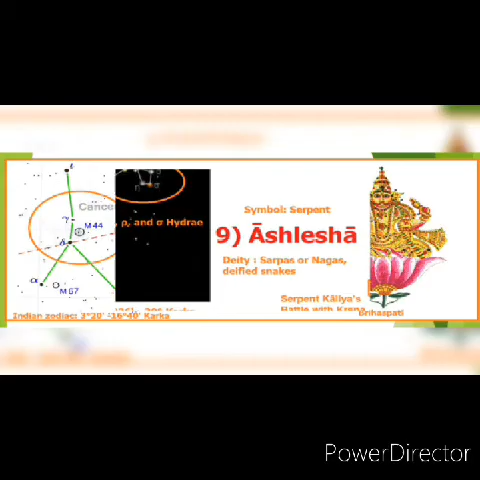 ι
Cance
γ
M44
δ
α
M67
ρ, and σ Hydrae
Symbol: Serpent
9) Āshleshā
Deity : Sarpas or Nagas,
deified snakes
Serpent Kāliya's
Battle with Krsna
Brihaspati
Indian zodiac: 3°20' - 16°40' Karka
PowerDirector